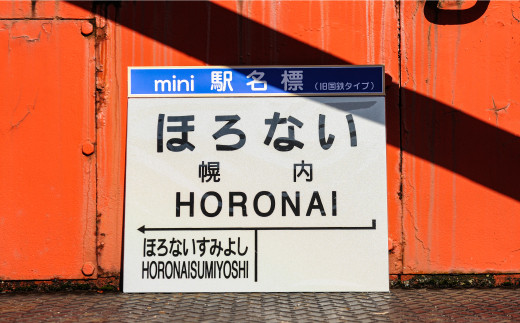 mini 駅名標 (旧国鉄タイプ)
ほろない
幌内
HORONAI
ほろないすみよし
HORONAISUMIYOSHI